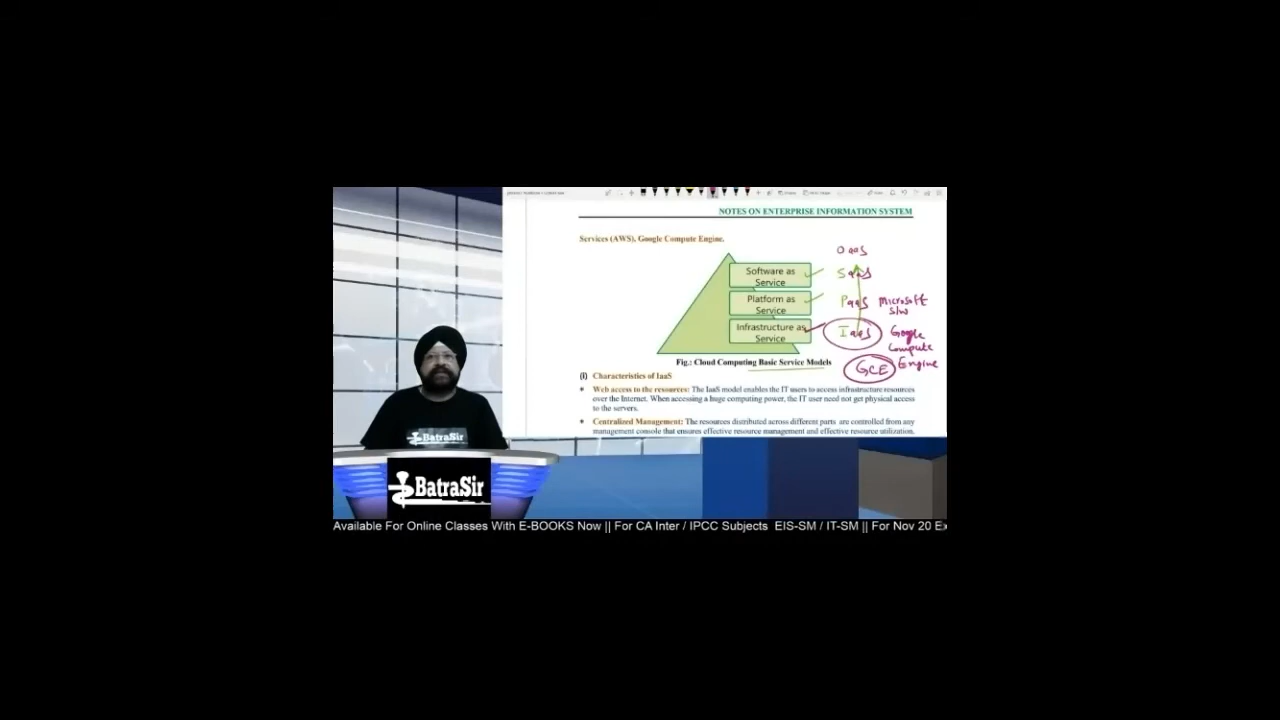 NOTES ON ENTERPRISE INFORMATION SYSTEM
Services (AWS), Google Compute Engine.
Software as
Service
Platform as
Service
Infrastructure as
Service
OaaS
SaaS
PaaS Microsoft
S/w
IaaS Google
Compute
Engine
GCE
Fig.: Cloud Computing Basic Service Models
(i) Characteristics of IaaS
* Web access to the resources: The IaaS model enables the IT users to access infrastructure resources
over the Internet. When accessing a huge computing power, the IT user need not get physical access
to the servers.
* Centralized Management: The resources distributed across different parts are controlled from any
management console that ensures effective resource management and effective resource utilization.
BatraSir
BatraSir
Available For Online Classes With E-BOOKS Now || For CA Inter / IPCC Subjects EIS-SM / IT-SM || For Nov 20 Ex